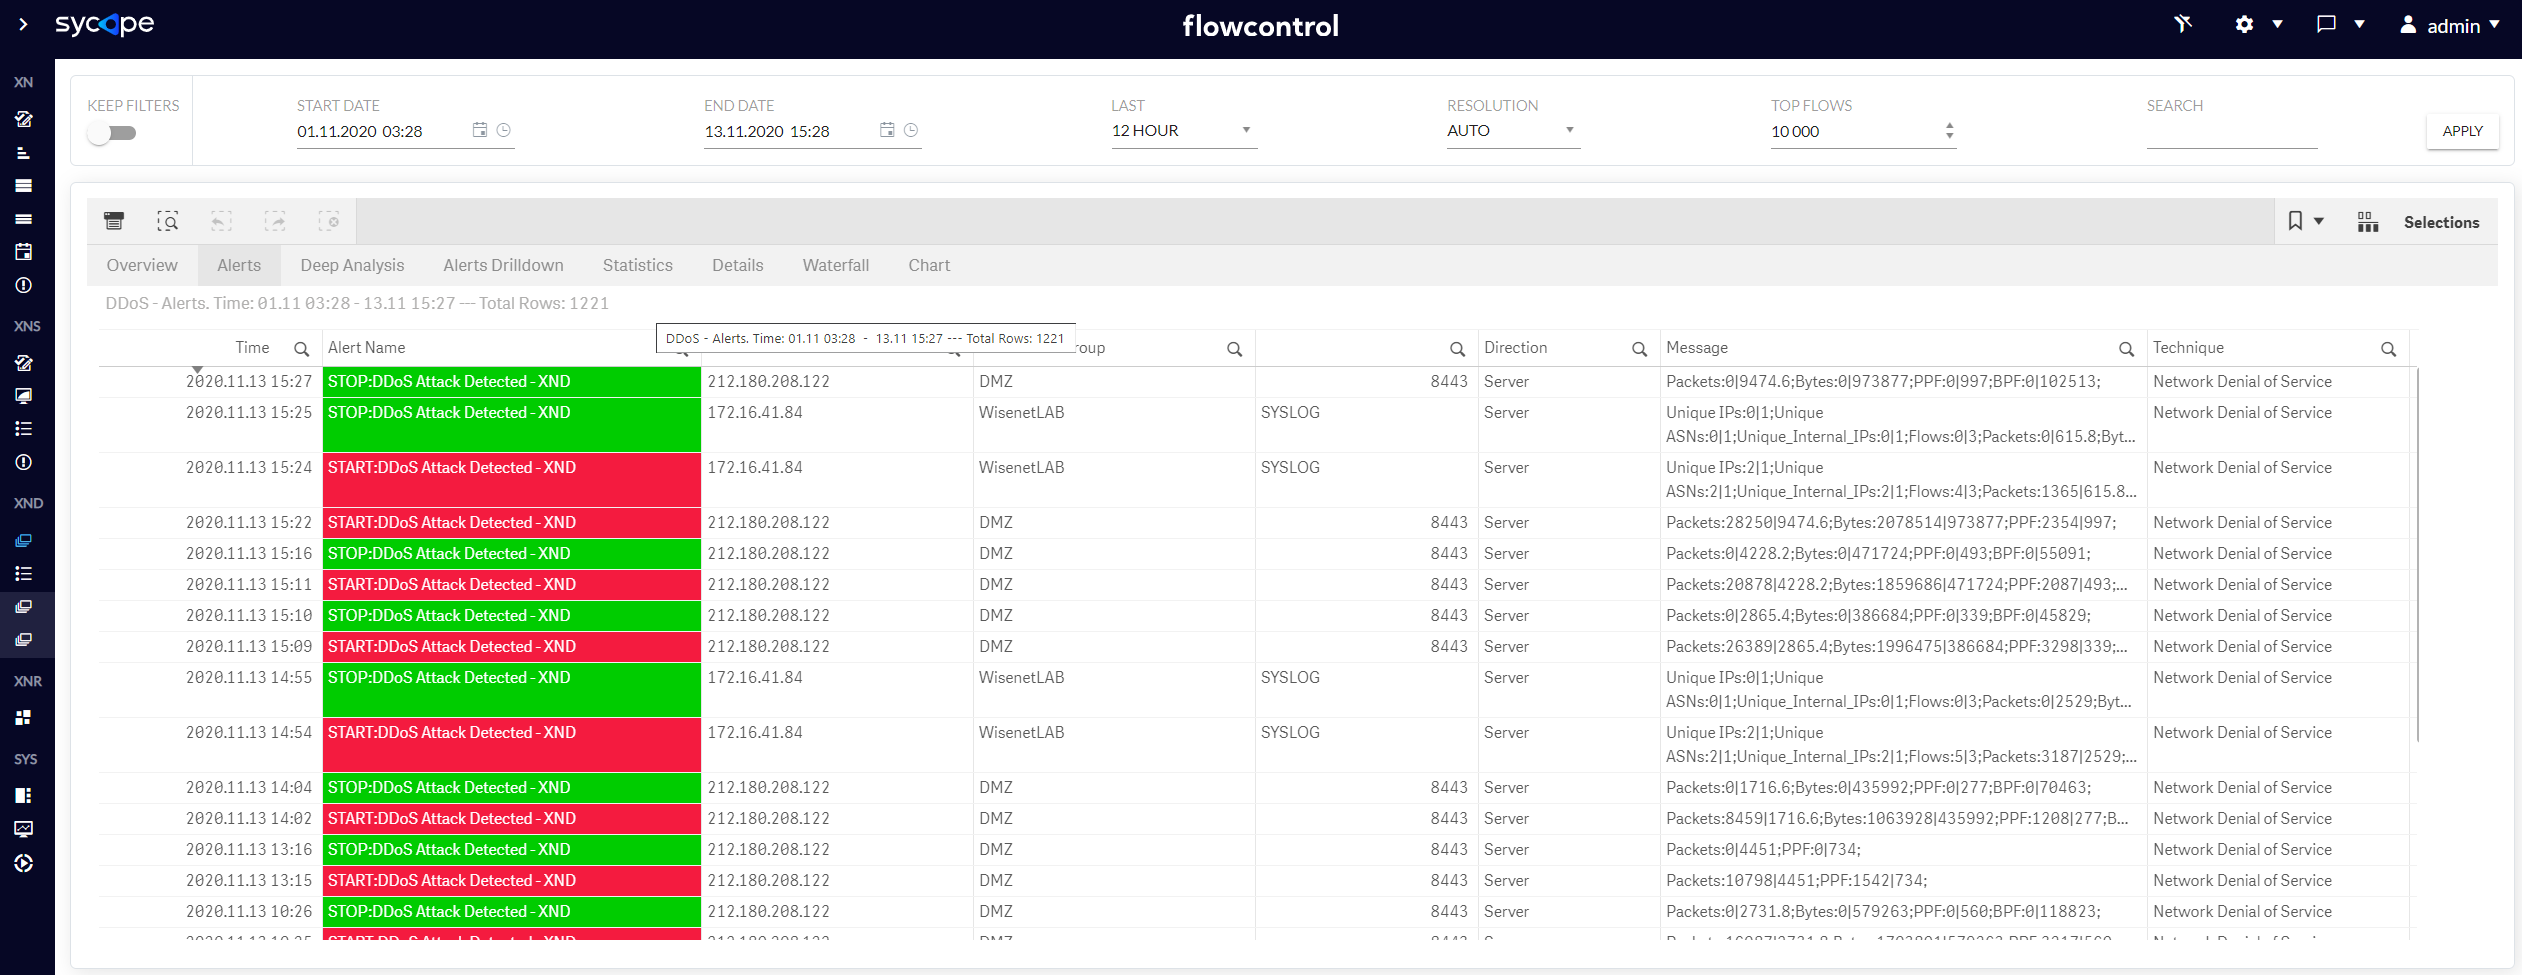 sycope
flowcontrol
admin
KEEP FILTERS
START DATE
01.11.2020 03:28
END DATE
13.11.2020 15:28
LAST
12 HOUR
RESOLUTION
AUTO
TOP FLOWS
10 000
SEARCH
APPLY
XN
XNS
XND
XNR
SYS
Selections
Overview Alerts Deep Analysis Alerts Drilldown Statistics Details Waterfall Chart
DDoS - Alerts. Time: 01.11 03:28 - 13.11 15:27 --- Total Rows: 1221
DDoS - Alerts. Time: 01.11 03:28 - 13.11 15:27 --- Total Rows: 1221
Time Alert Name oup Direction Message Technique
2020.11.13 15:27 STOP:DDoS Attack Detected - XND 212.180.208.122 DMZ 8443 Server Packets:0|9474.6;Bytes:0|973877;PPF:0|997;BPF:0|102513; Network Denial of Service
2020.11.13 15:25 STOP:DDoS Attack Detected - XND 172.16.41.84 WisenetLAB SYSLOG Server Unique IPs:0|1;Unique Network Denial of Service
ASNs:0|1;Unique_Internal_IPs:0|1;Flows:0|3;Packets:0|615.8;Byt...
2020.11.13 15:24 START:DDoS Attack Detected - XND 172.16.41.84 WisenetLAB SYSLOG Server Unique IPs:2|1;Unique Network Denial of Service
ASNs:2|1;Unique_Internal_IPs:2|1;Flows:4|3;Packets:1365|615.8...
2020.11.13 15:22 START:DDoS Attack Detected - XND 212.180.208.122 DMZ 8443 Server Packets:28250|9474.6;Bytes:2078514|973877;PPF:2354|997; Network Denial of Service
2020.11.13 15:16 STOP:DDoS Attack Detected - XND 212.180.208.122 DMZ 8443 Server Packets:0|4228.2;Bytes:0|471724;PPF:0|493;BPF:0|55091; Network Denial of Service
2020.11.13 15:11 START:DDoS Attack Detected - XND 212.180.208.122 DMZ 8443 Server Packets:20878|4228.2;Bytes:1859686|471724;PPF:2087|493;... Network Denial of Service
2020.11.13 15:10 STOP:DDoS Attack Detected - XND 212.180.208.122 DMZ 8443 Server Packets:0|2865.4;Bytes:0|386684;PPF:0|339;BPF:0|45829; Network Denial of Service
2020.11.13 15:09 START:DDoS Attack Detected - XND 212.180.208.122 DMZ 8443 Server Packets:26389|2865.4;Bytes:1996475|386684;PPF:3298|339;... Network Denial of Service
2020.11.13 14:55 STOP:DDoS Attack Detected - XND 172.16.41.84 WisenetLAB SYSLOG Server Unique IPs:0|1;Unique Network Denial of Service
ASNs:0|1;Unique_Internal_IPs:0|1;Flows:0|3;Packets:0|2529;Byt...
2020.11.13 14:54 START:DDoS Attack Detected - XND 172.16.41.84 WisenetLAB SYSLOG Server Unique IPs:2|1;Unique Network Denial of Service
ASNs:2|1;Unique_Internal_IPs:2|1;Flows:5|3;Packets:3187|2529;...
2020.11.13 14:04 STOP:DDoS Attack Detected - XND 212.180.208.122 DMZ 8443 Server Packets:0|1716.6;Bytes:0|435992;PPF:0|277;BPF:0|70463; Network Denial of Service
2020.11.13 14:02 START:DDoS Attack Detected - XND 212.180.208.122 DMZ 8443 Server Packets:8459|1716.6;Bytes:1063928|435992;PPF:1208|277;B... Network Denial of Service
2020.11.13 13:16 STOP:DDoS Attack Detected - XND 212.180.208.122 DMZ 8443 Server Packets:0|4451;PPF:0|734; Network Denial of Service
2020.11.13 13:15 START:DDoS Attack Detected - XND 212.180.208.122 DMZ 8443 Server Packets:10798|4451;PPF:1542|734; Network Denial of Service
2020.11.13 10:26 STOP:DDoS Attack Detected - XND 212.180.208.122 DMZ 8443 Server Packets:0|2731.8;Bytes:0|579263;PPF:0|560;BPF:0|118823; Network Denial of Service